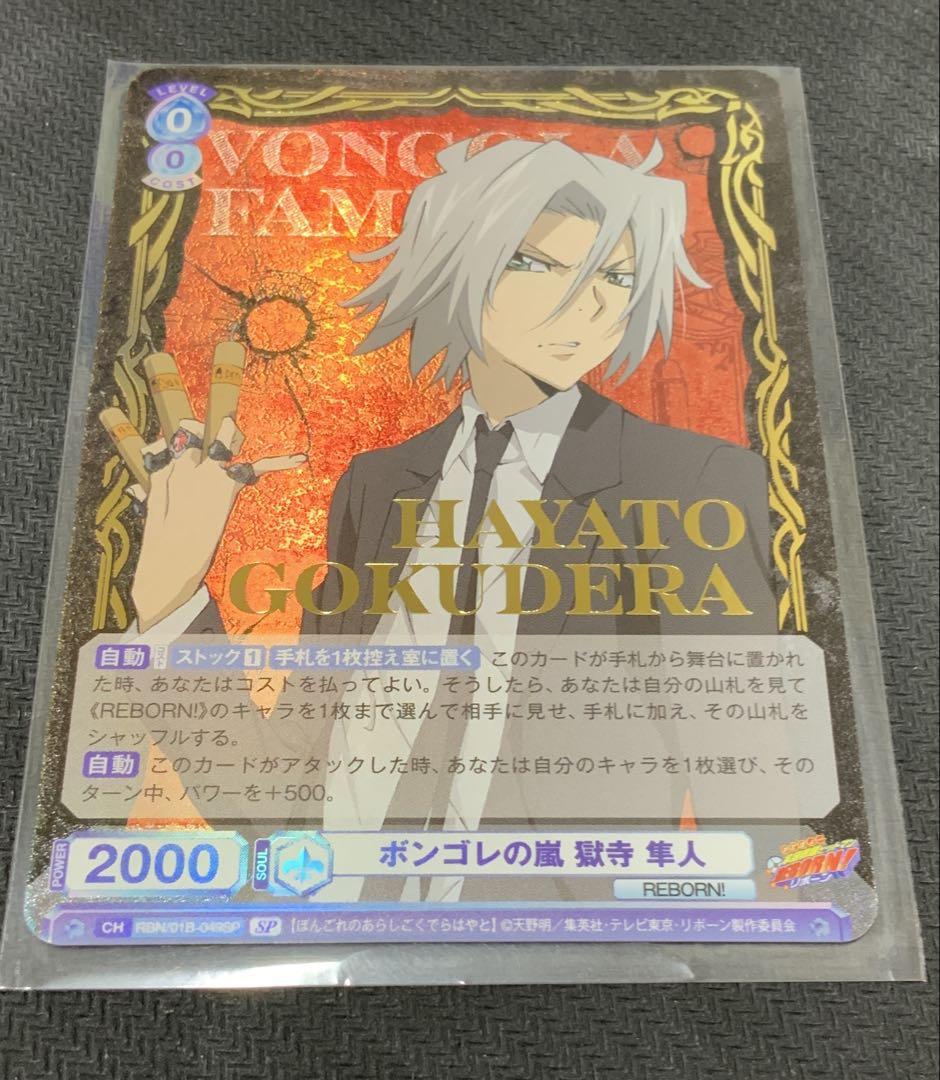 LEVEL
0
0
COST
VONGOLA
FAM
HAYATO
GOKUDERA
自動 コスト ストック1 手札を1枚控え室に置く このカードが手札から舞台に置かれ
た時、あなたはコストを払ってよい。そうしたら、あなたは自分の山札を見て
《REBORN!》のキャラを1枚まで選んで相手に見せ、手札に加え、その山札を
シャッフルする。
自動 このカードがアタックした時、あなたは自分のキャラを1枚選び、その
ターン中、パワーを+500。
POWER 2000 SOUL ボンゴレの嵐 獄寺 隼人
REBORN!
REBORN!
リボーン
CH RBN/01B-049SP SP 【ぼんごれのあらしごくでらはやと】©天野明/集英社・テレビ東京・リボーン製作委員会